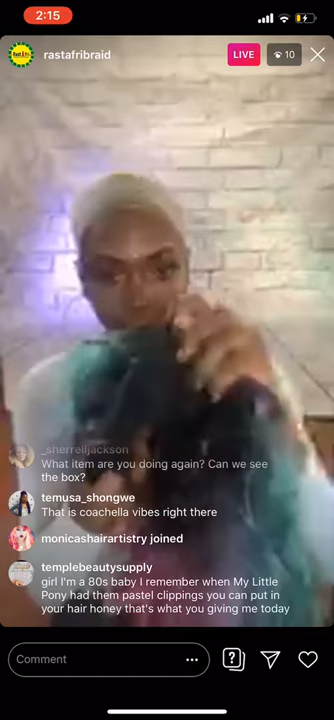 2:15
rastafribraid
LIVE
10
_sherrelljackson
What item are you doing again? Can we see
the box?
temusa_shongwe
That is coachella vibes right there
monicashairartistry joined
templebeautysupply
girl I'm a 80s baby I remember when My Little
Pony had them pastel clippings you can put in
your hair honey that's what you giving me today
Comment